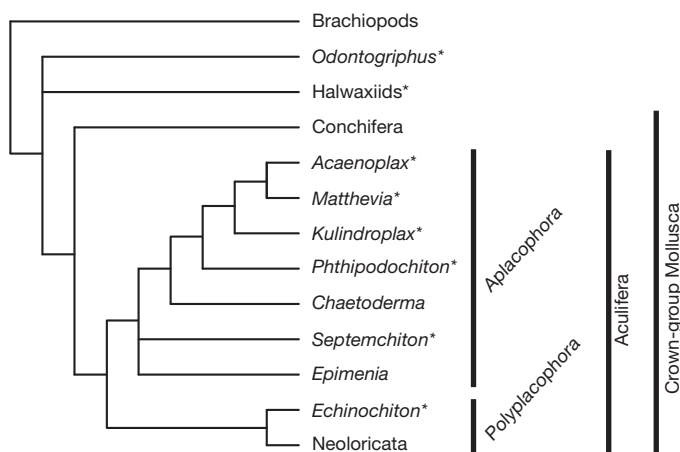 Brachiopods
Odontogriphus*
Halwaxiids*
Conchifera
Acaenoplax*
Matthevia*
Kulindroplax*
Phthipodochiton*
Chaetoderma
Septemchiton*
Epimenia
Echinochiton*
Neoloricata
Aplacophora
Polyplacophora
Aculifera
Crown-group Mollusca